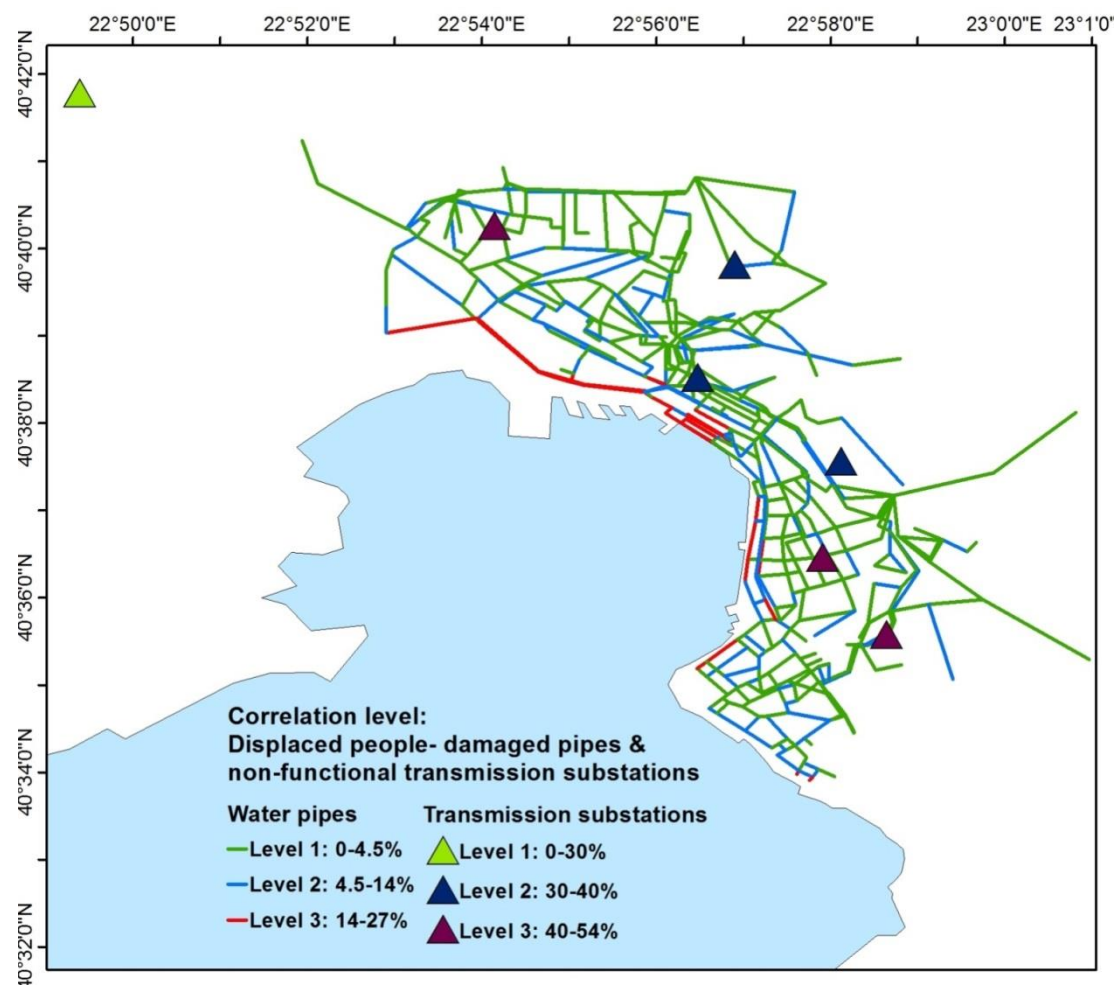 22°50'0"E 22°52'0"E 22°54'0"E 22°56'0"E 22°58'0"E 23°0'0"E 23°1'0"
40°42'0"N
40°40'0"N
40°38'0"N
40°36'0"N
40°34'0"N
40°32'0"N
Correlation level:
Displaced people- damaged pipes &
non-functional transmission substations
Water pipes Transmission substations
Level 1: 0-4.5% Level 1: 0-30%
Level 2: 4.5-14% Level 2: 30-40%
Level 3: 14-27% Level 3: 40-54%